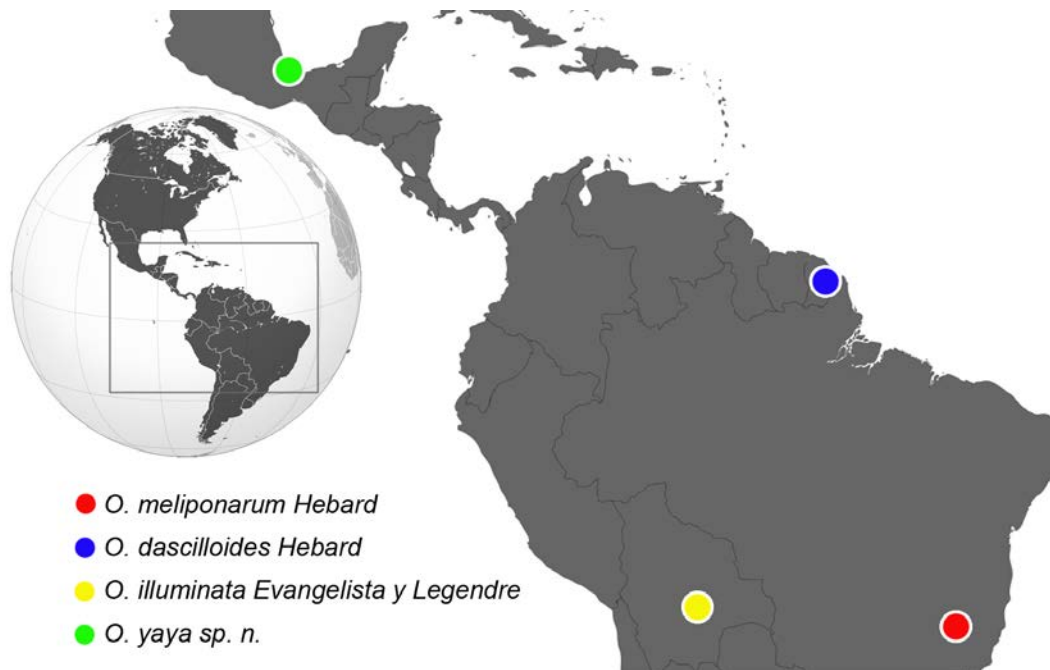 O. meliponarum Hebard
O. dascilloides Hebard
O. illuminata Evangelista y Legendre
O. yaya sp. n.